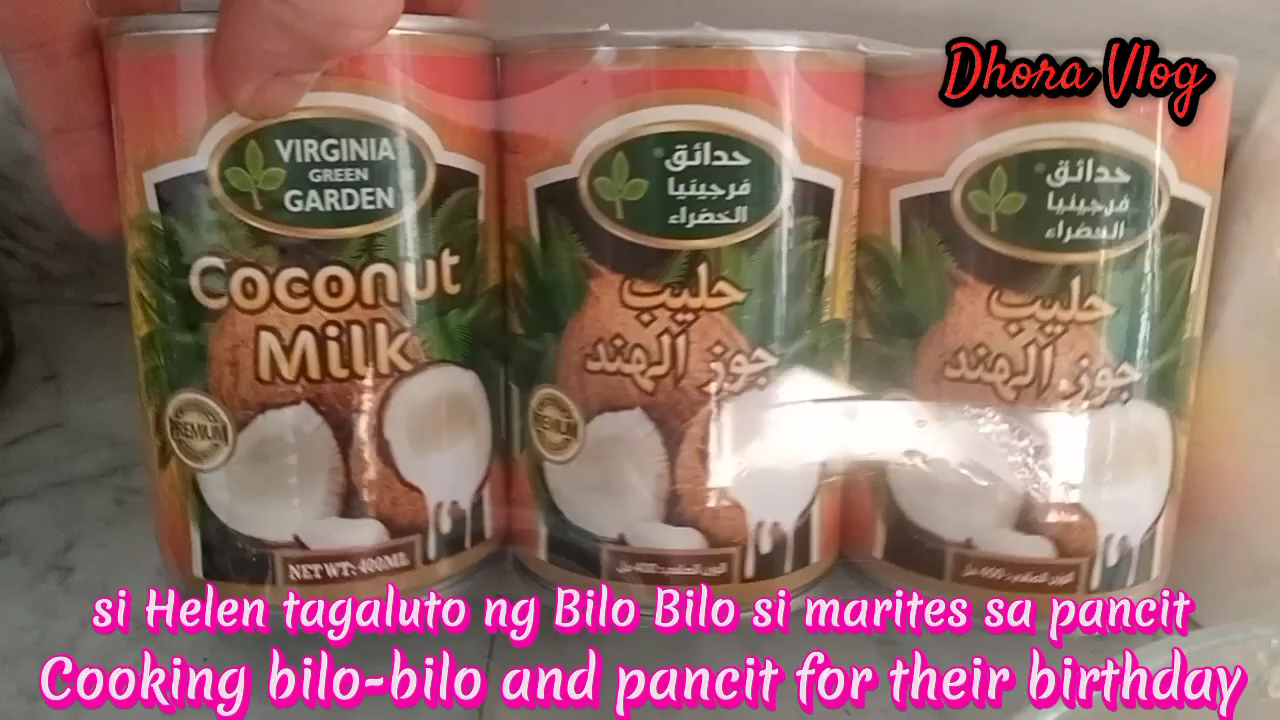 Dhora Vlog
VIRGINIA
GREEN
GARDEN
Coconut
Milk
PREMIUM
NET WT: 400ML
حدائق
فرجينيا
الخضراء
حليب
جوز الهند
PREMIUM
حدائق
فرجينيا
الخضراء
حليب
جوز الهند
si Helen tagaluto ng Bilo Bilo si marites sa pancit
Cooking bilo-bilo and pancit for their birthday